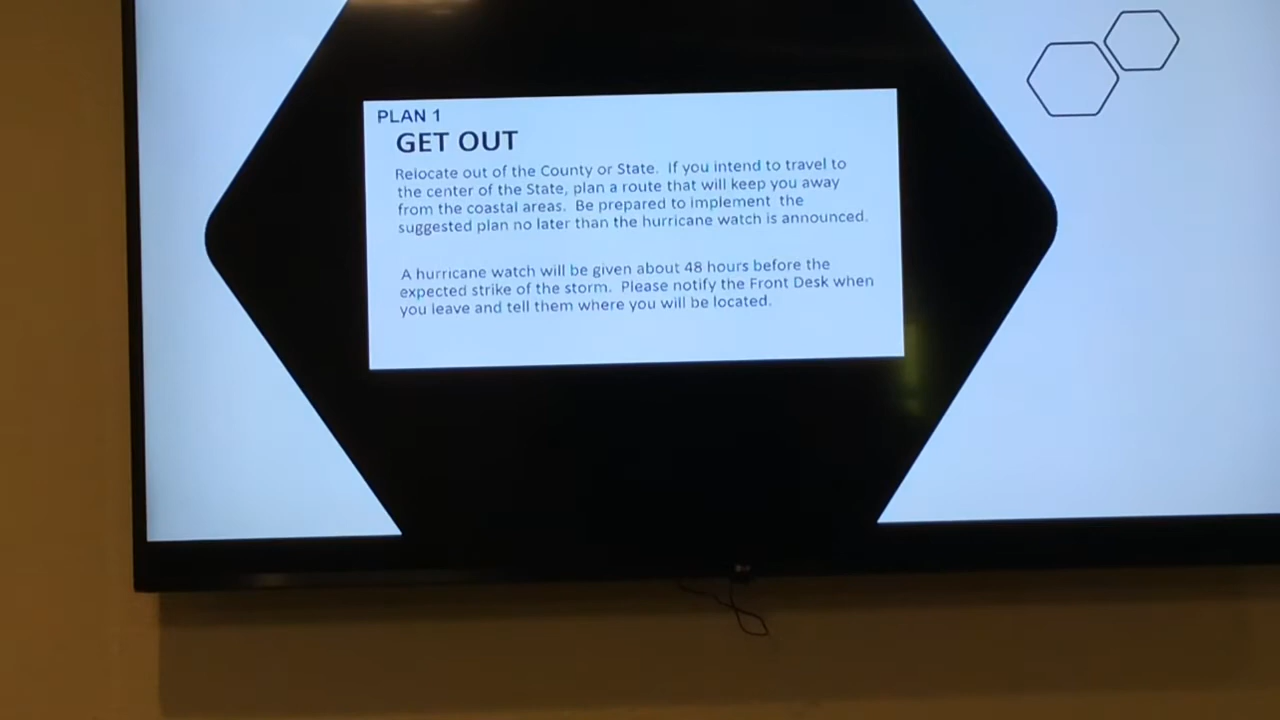 PLAN 1
GET OUT
Relocate out of the County or State. If you intend to travel to
the center of the State, plan a route that will keep you away
from the coastal areas. Be prepared to implement the
suggested plan no later than the hurricane watch is announced.
A hurricane watch will be given about 48 hours before the
expected strike of the storm. Please notify the Front Desk when
you leave and tell them where you will be located.